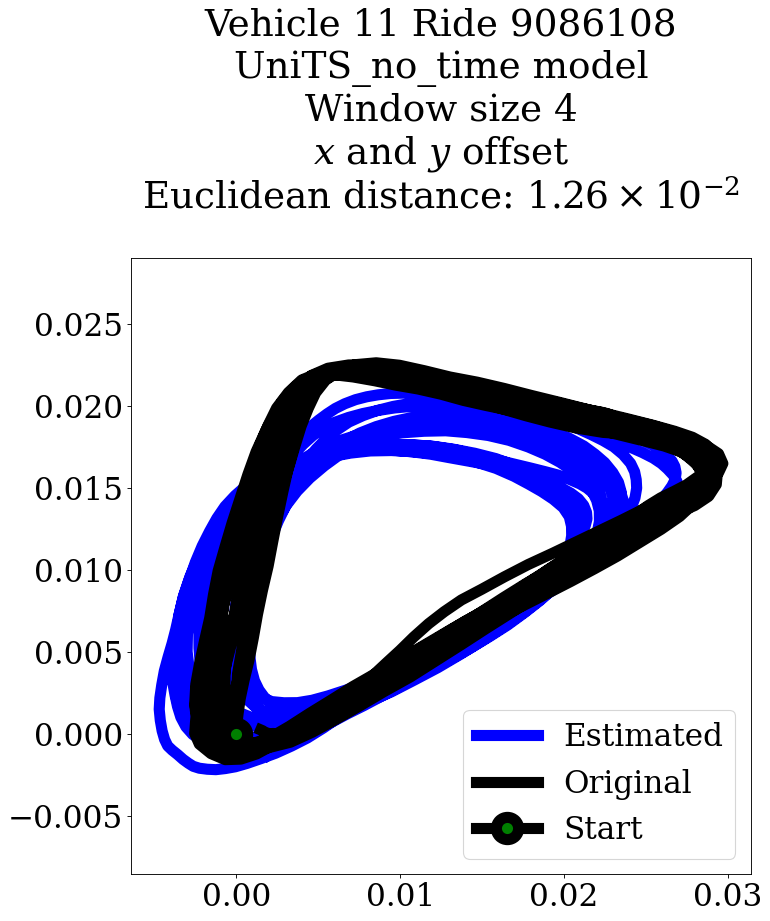 Vehicle 11 Ride 9086108
UniTS_no_time model
Window size 4
x and y offset
Euclidean distance: 1.26 × 10⁻²
0.025
0.020
0.015
0.010
0.005
0.000
−0.005
Estimated
Original
Start
0.00 0.01 0.02 0.03